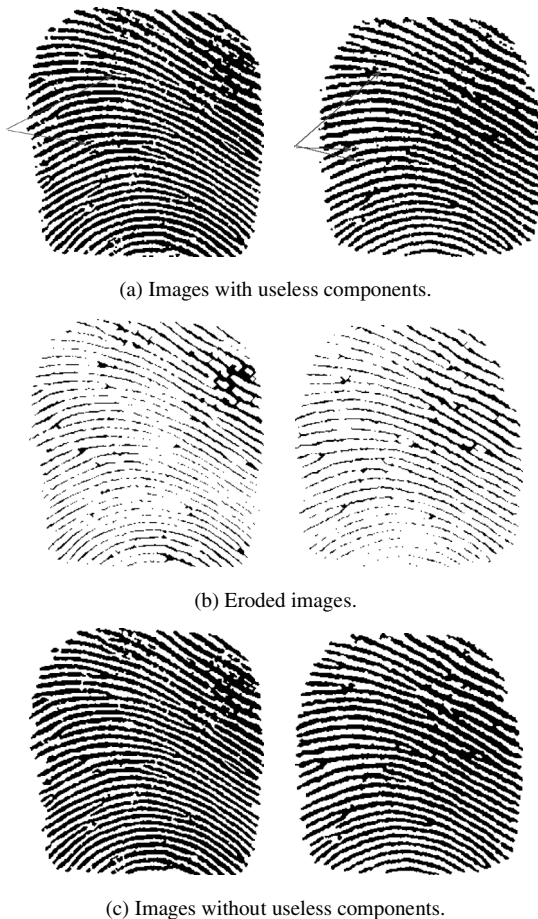 (a) Images with useless components.
(b) Eroded images.
(c) Images without useless components.